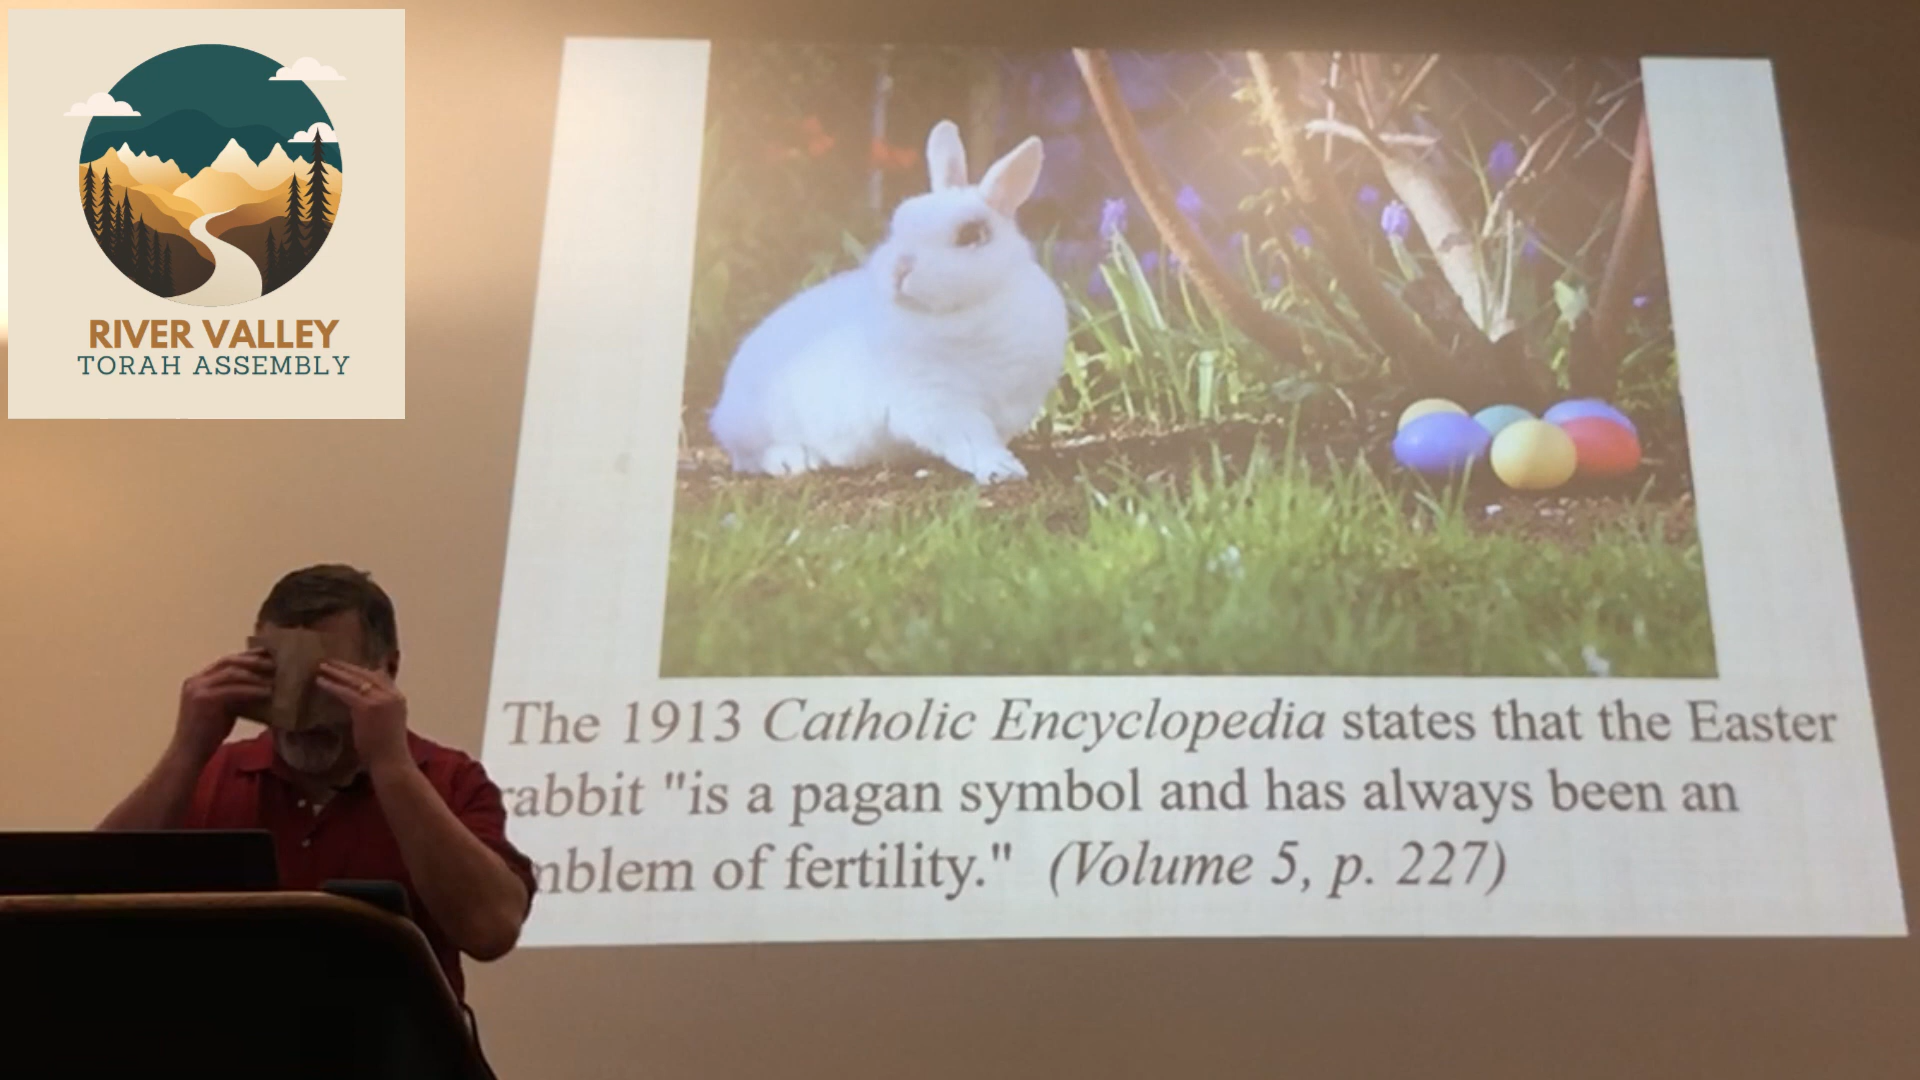 RIVER VALLEY
TORAH ASSEMBLY
The 1913 Catholic Encyclopedia states that the Easter
rabbit "is a pagan symbol and has always been an
mblem of fertility." (Volume 5, p. 227)